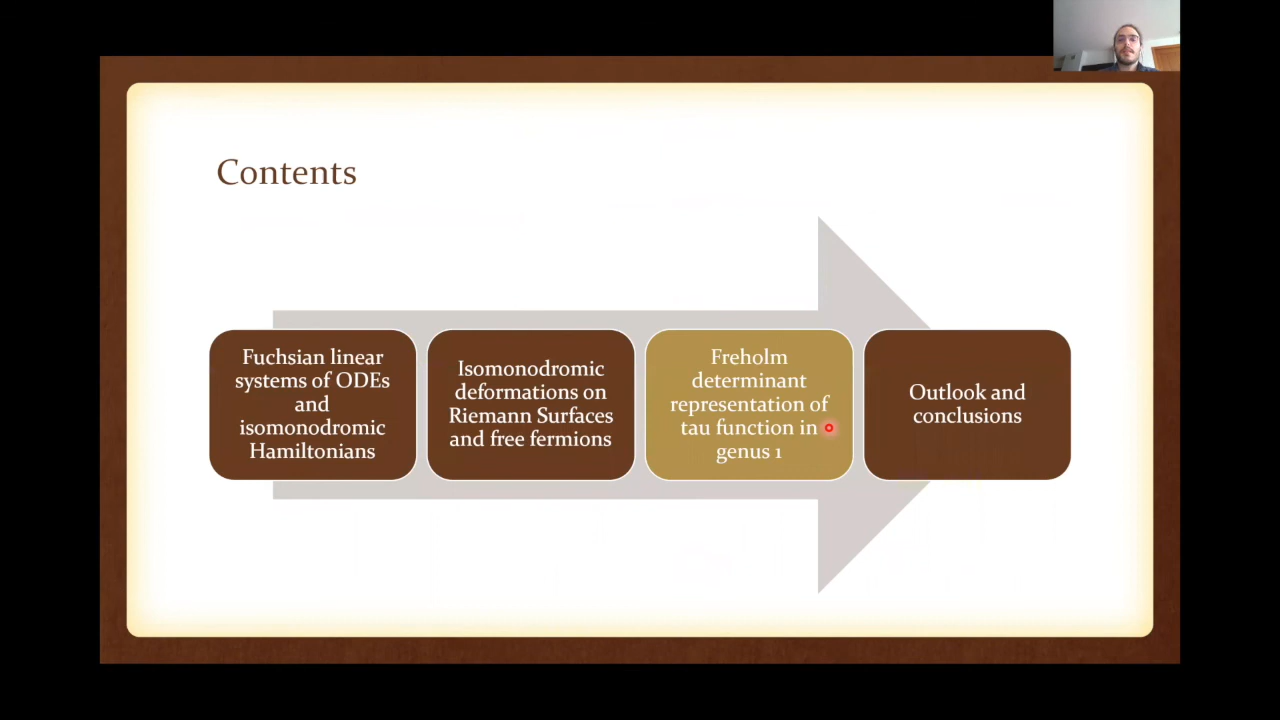 Contents
Fuchsian linear
systems of ODEs
and
isomonodromic
Hamiltonians
Isomonodromic
deformations on
Riemann Surfaces
and free fermions
Freholm
determinant
representation of
tau function in
genus 1
Outlook and
conclusions